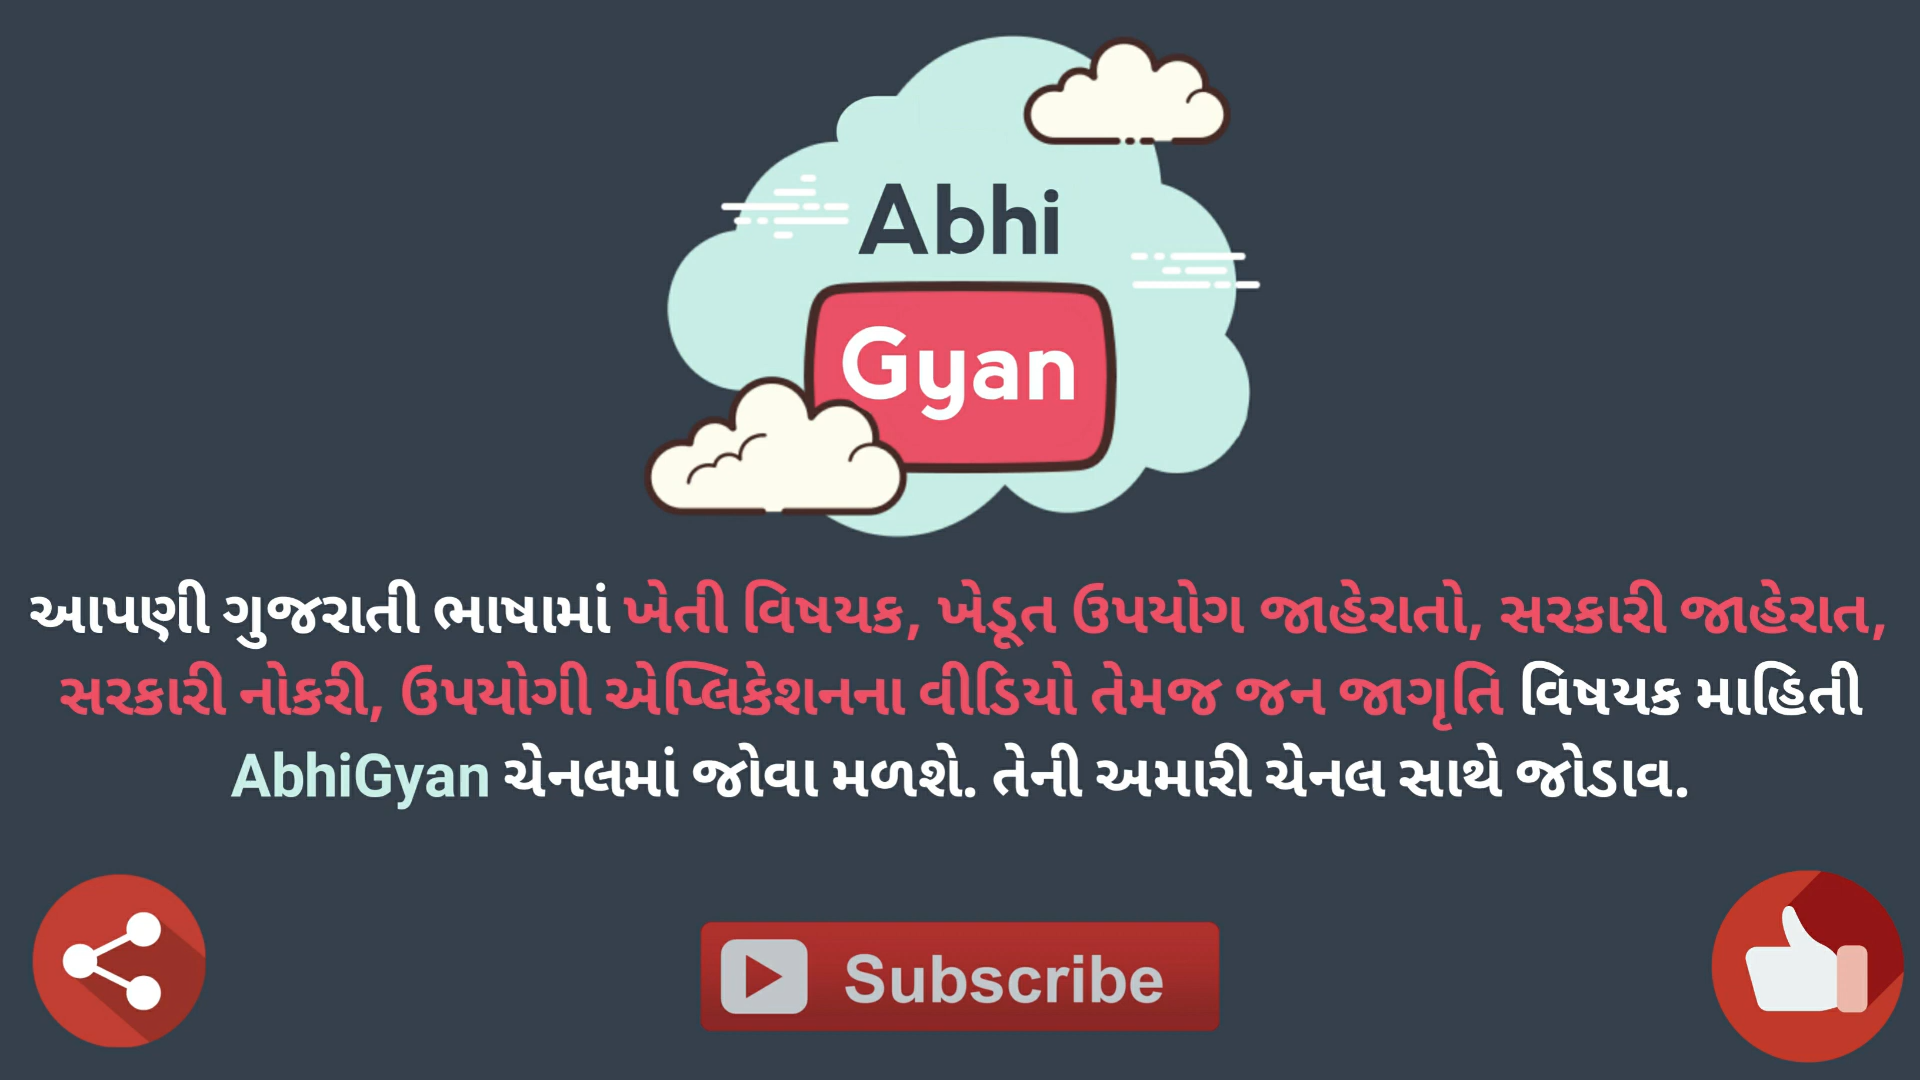 Abhi
Gyan
આપણી ગુજરાતી ભાષામાં ખેતી વિષયક, ખેડૂત ઉપયોગ જાહેરાતો, સરકારી જાહેરાત,
સરકારી નોકરી, ઉપયોગી એપ્લિકેશનના વીડિયો તેમજ જન જાગૃતિ વિષયક માહિતી
AbhiGyan ચેનલમાં જોવા મળશે. તેની અમારી ચેનલ સાથે જોડાવ.
Subscribe